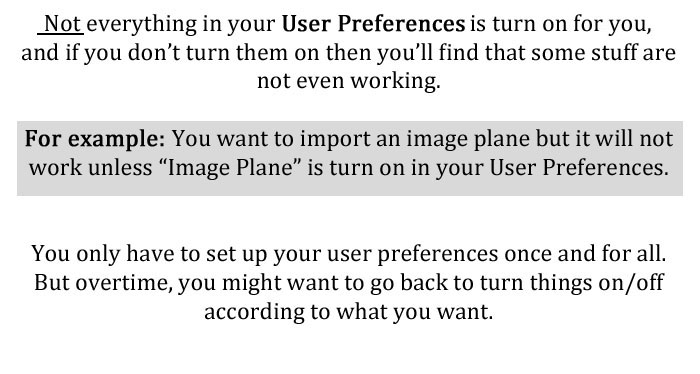 Not everything in your User Preferences is turn on for you,
and if you don’t turn them on then you’ll find that some stuff are
not even working.
For example: You want to import an image plane but it will not
work unless “Image Plane” is turn on in your User Preferences.
You only have to set up your user preferences once and for all.
But overtime, you might want to go back to turn things on/off
according to what you want.